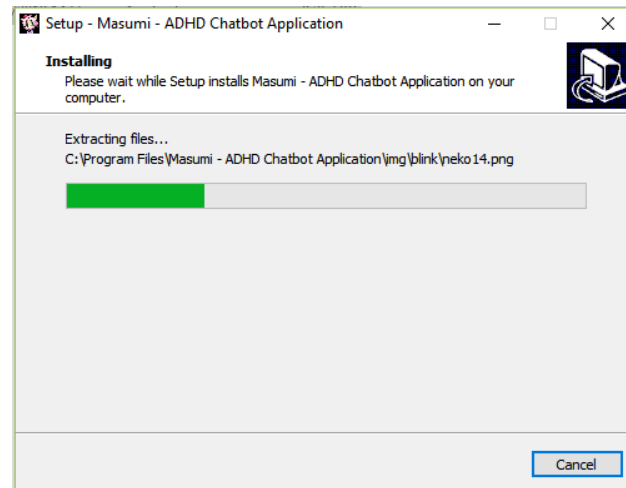 Setup - Masumi - ADHD Chatbot Application
Installing
Please wait while Setup installs Masumi - ADHD Chatbot Application on your
computer.
Extracting files...
C:\Program Files\Masumi - ADHD Chatbot Application\img\blink\neko14.png
Cancel